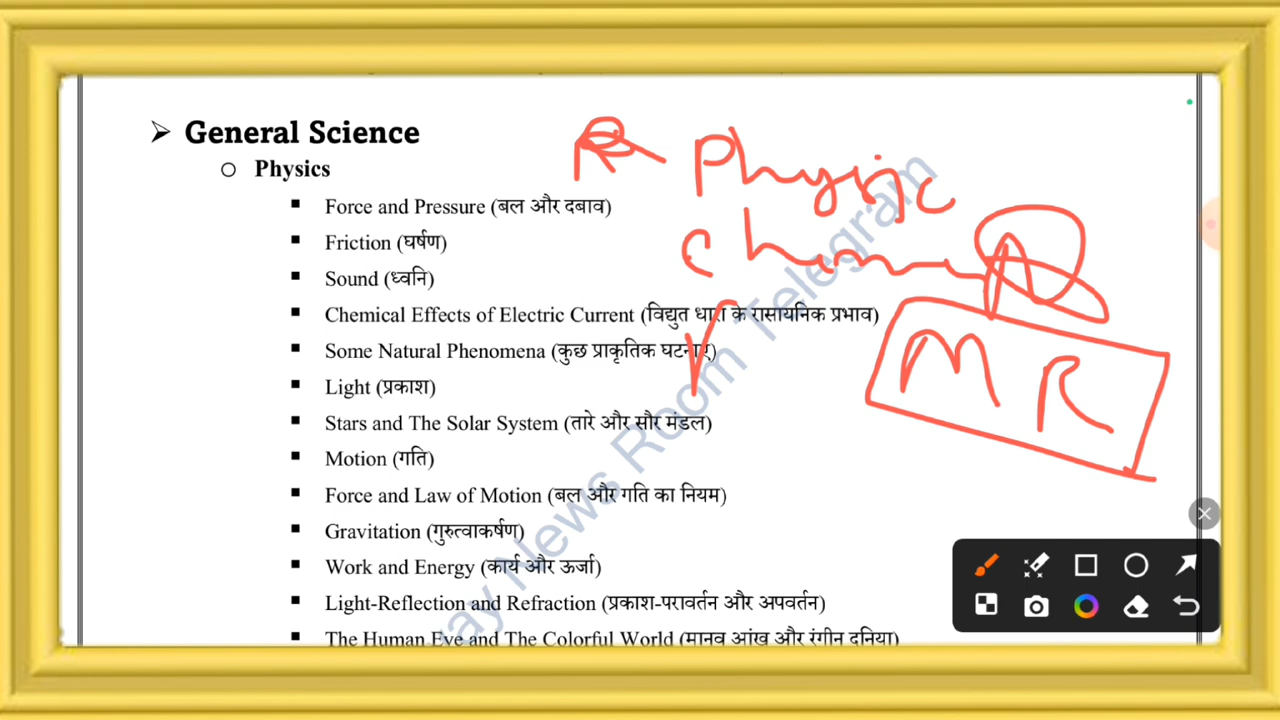 General Science
Physics
Force and Pressure (बल और दबाव)
Friction (घर्षण)
Sound (ध्वनि)
Chemical Effects of Electric Current (विद्युत धारा के रासायनिक प्रभाव)
Some Natural Phenomena (कुछ प्राकृतिक घटनाएं)
Light (प्रकाश)
Stars and The Solar System (तारे और सौर मंडल)
Motion (गति)
Force and Law of Motion (बल और गति का नियम)
Gravitation (गुरुत्वाकर्षण)
Work and Energy (कार्य और ऊर्जा)
Light-Reflection and Refraction (प्रकाश-परावर्तन और अपवर्तन)
The Human Eye and The Colorful World (मानव आंख और रंगीन दुनिया)
Physic
M R
News Room Telegram